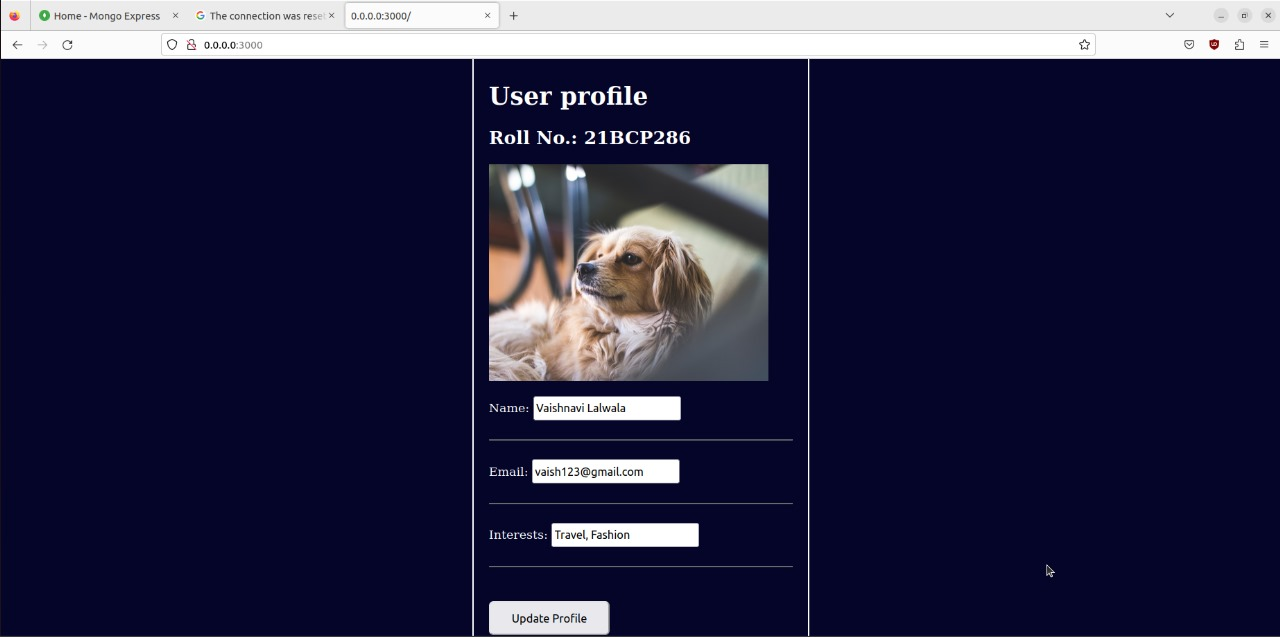 Home - Mongo Express
The connection was reset
0.0.0.0:3000/
0.0.0.0:3000
User profile
Roll No.: 21BCP286
Name: Vaishnavi Lalwala
Email: vaish123@gmail.com
Interests: Travel, Fashion
Update Profile